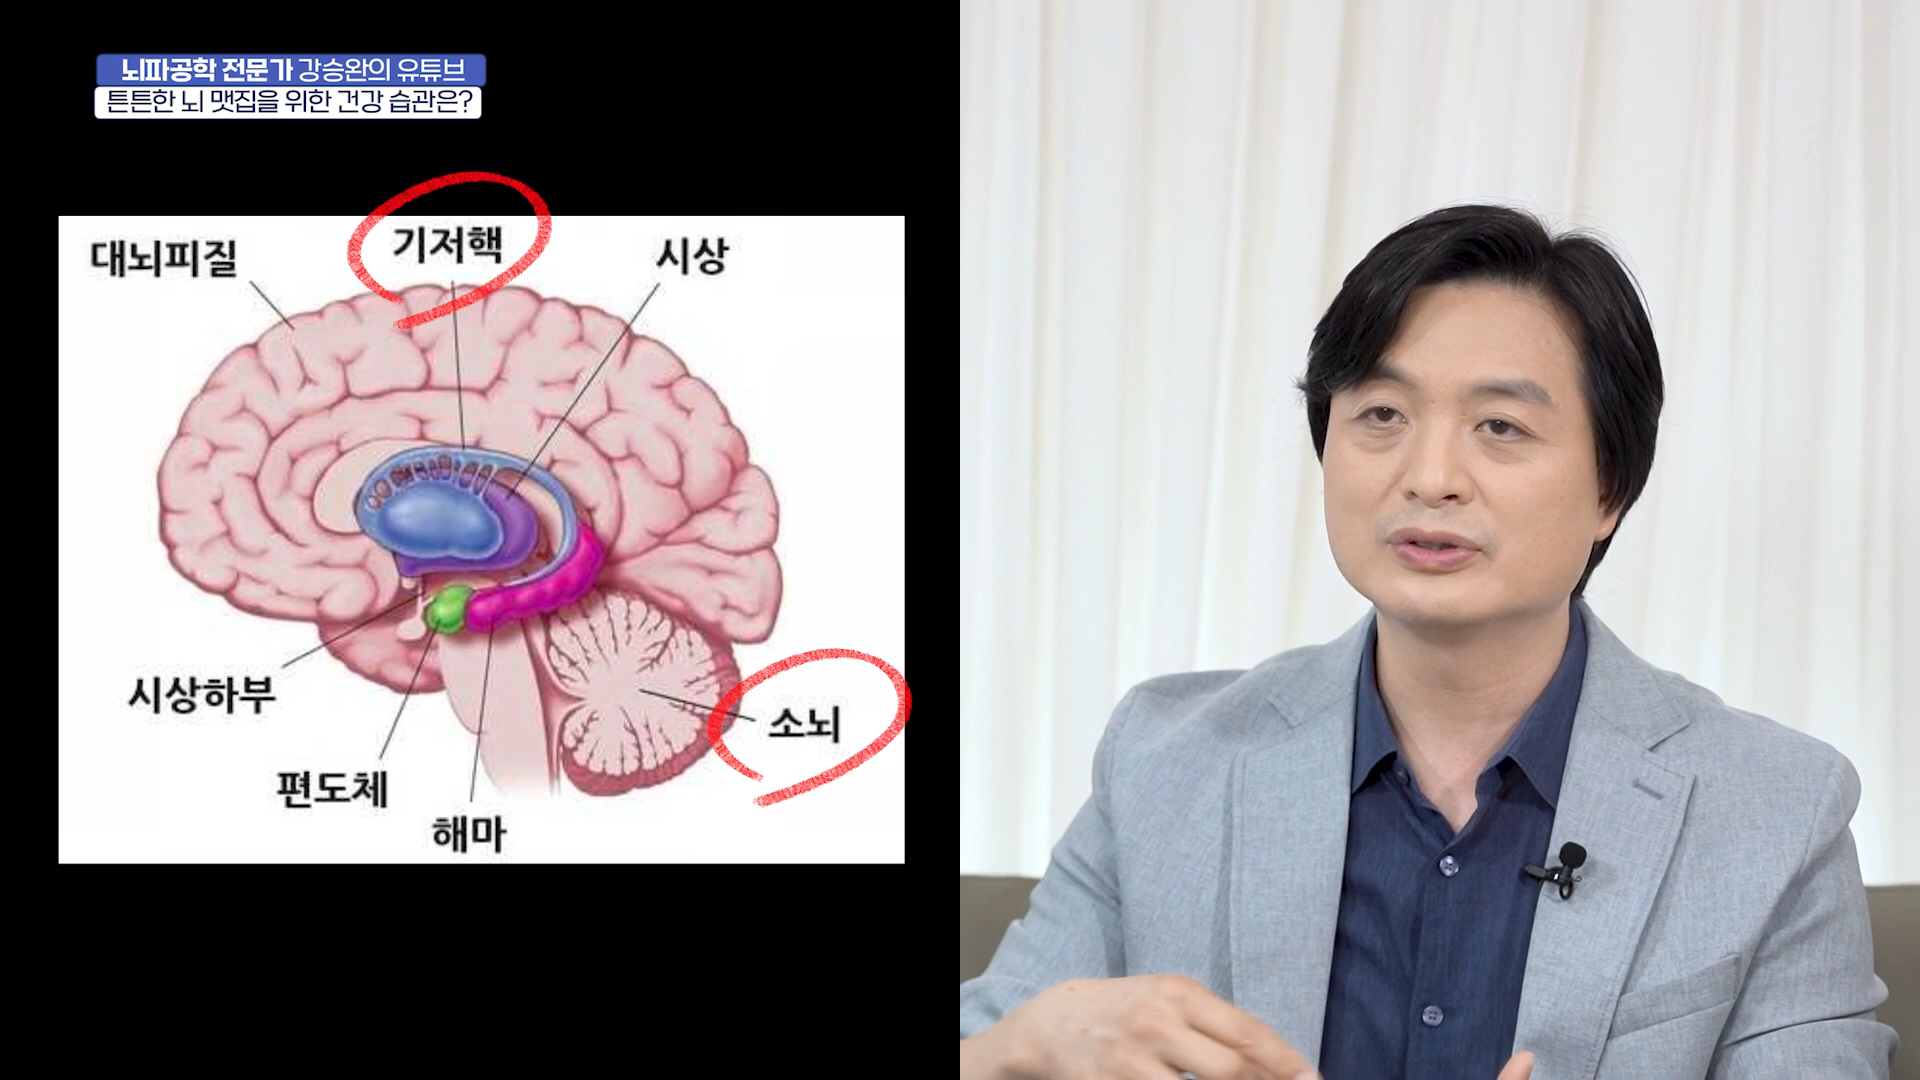 뇌파공학 전문가 강승완의 유튜브
튼튼한 뇌 맷집을 위한 건강 습관은?
대뇌피질
기저핵
시상
시상하부
소뇌
편도체
해마